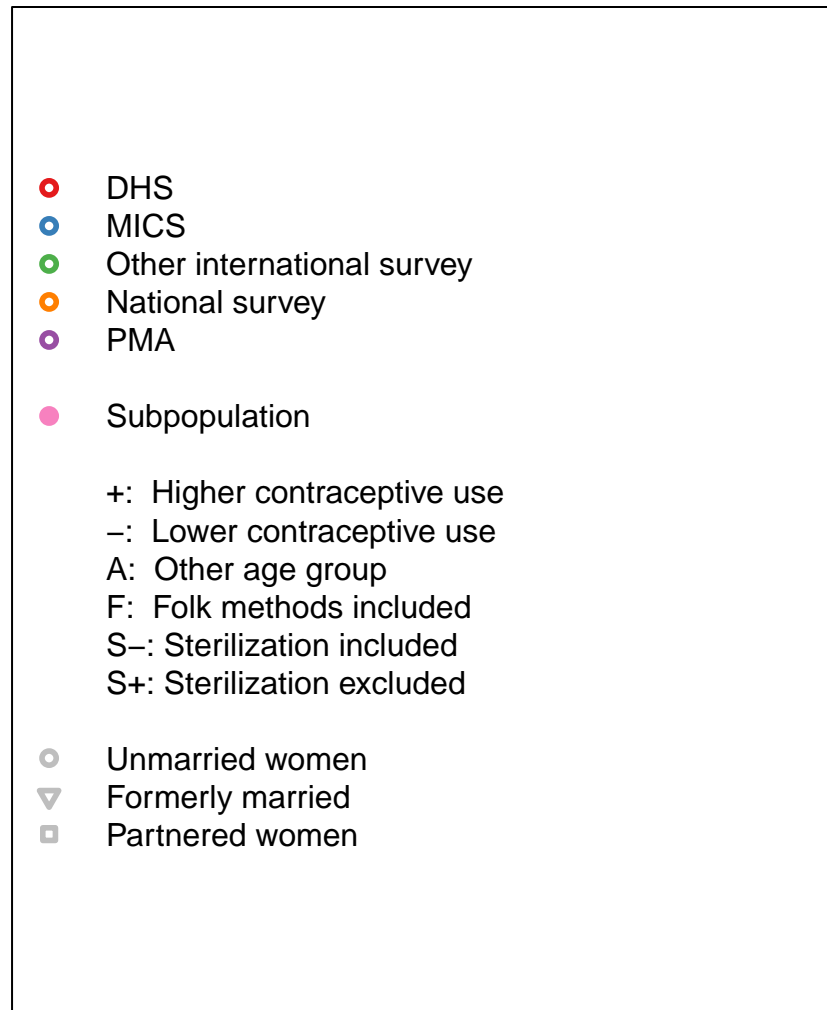 DHS
MICS
Other international survey
National survey
PMA
Subpopulation
+: Higher contraceptive use
−: Lower contraceptive use
A: Other age group
F: Folk methods included
S−: Sterilization included
S+: Sterilization excluded
Unmarried women
Formerly married
Partnered women